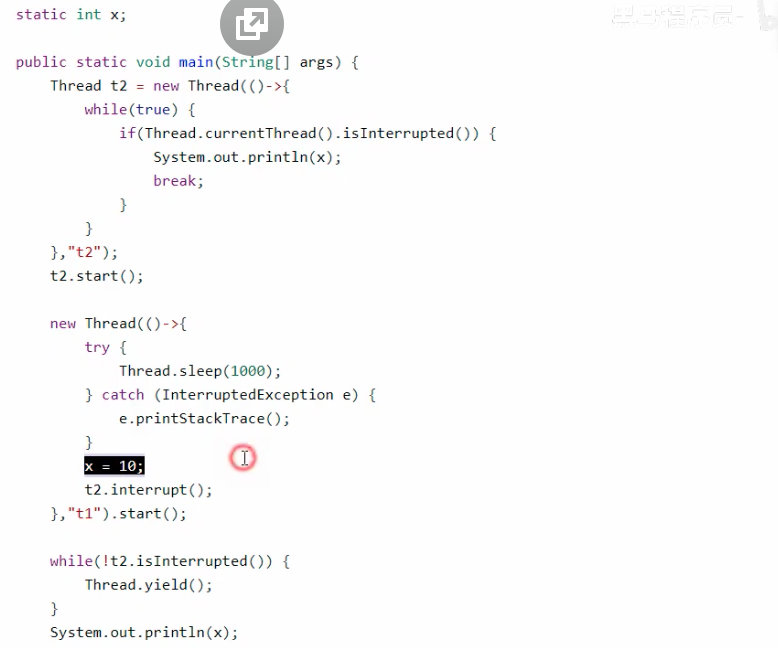 static int x;
public static void main(String[] args) {
Thread t2 = new Thread(()->{
while(true) {
if(Thread.currentThread().isInterrupted()) {
System.out.println(x);
break;
}
}
},"t2");
t2.start();
new Thread(()->{
try {
Thread.sleep(1000);
} catch (InterruptedException e) {
e.printStackTrace();
}
x = 10;
t2.interrupt();
},"t1").start();
while(!t2.isInterrupted()) {
Thread.yield();
}
System.out.println(x);